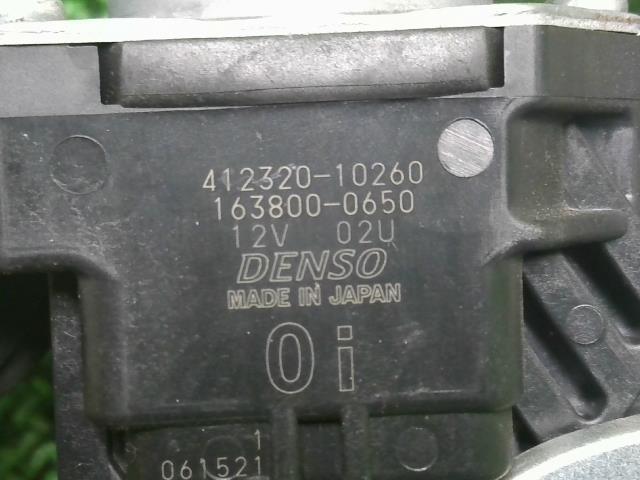 412320-10260
163800-0650
12V 02U
DENSO
MADE IN JAPAN
0i
1
061521